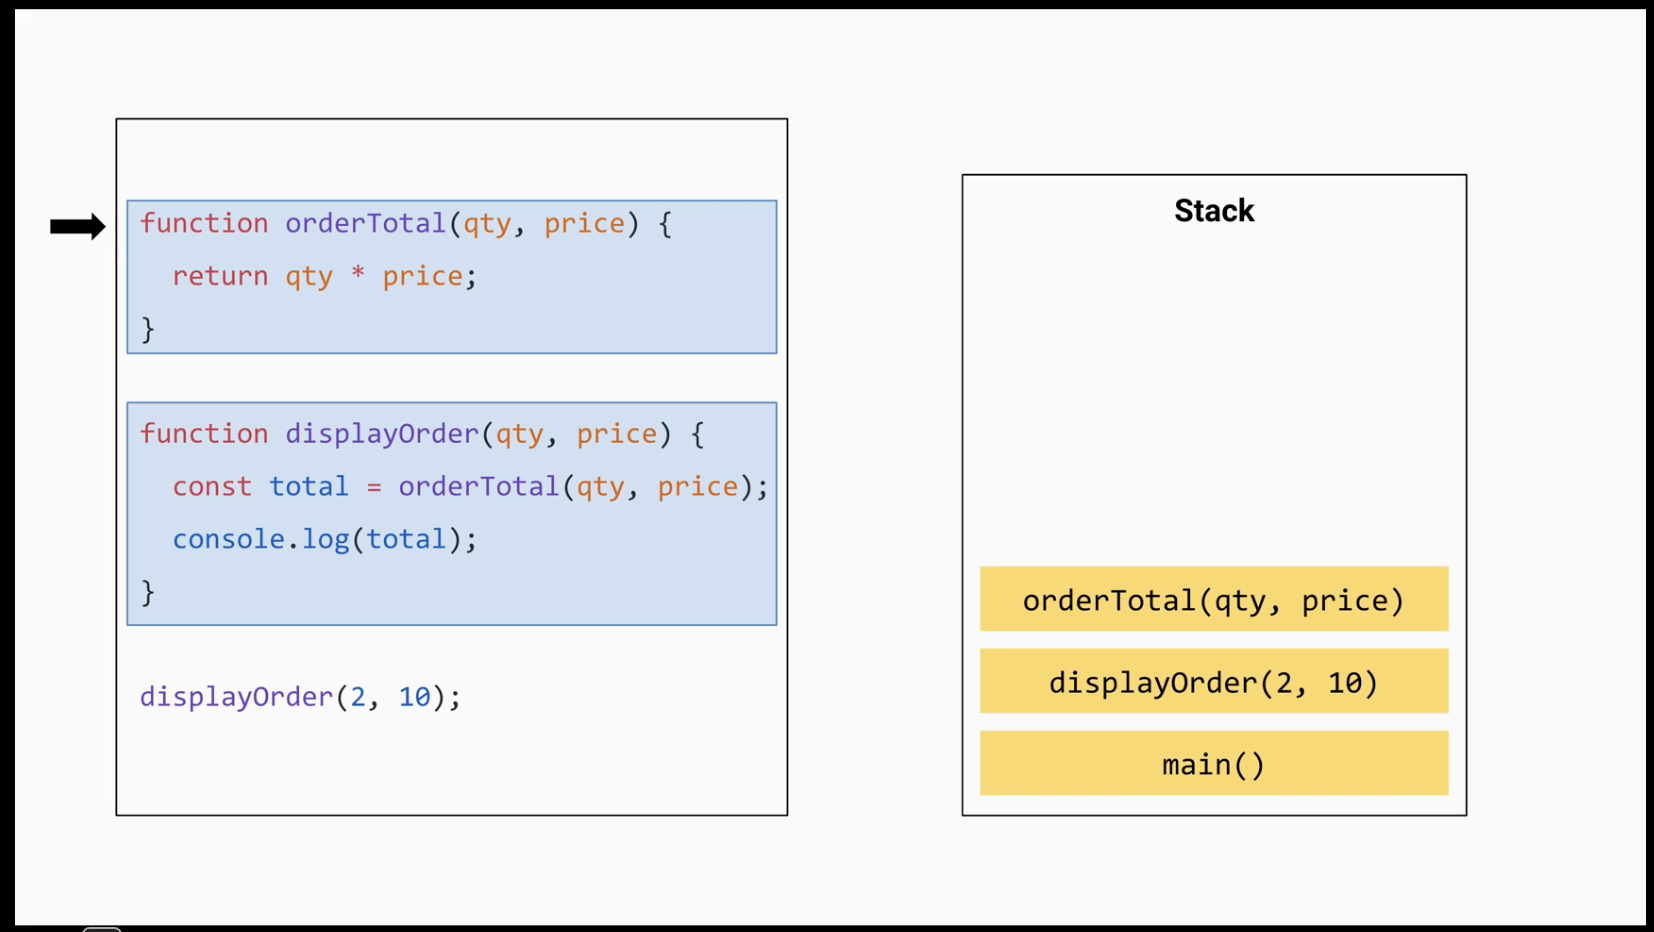 function orderTotal(qty, price) {
  return qty * price;
}
function displayOrder(qty, price) {
  const total = orderTotal(qty, price);
  console.log(total);
}
displayOrder(2, 10);
Stack
orderTotal(qty, price)
displayOrder(2, 10)
main()